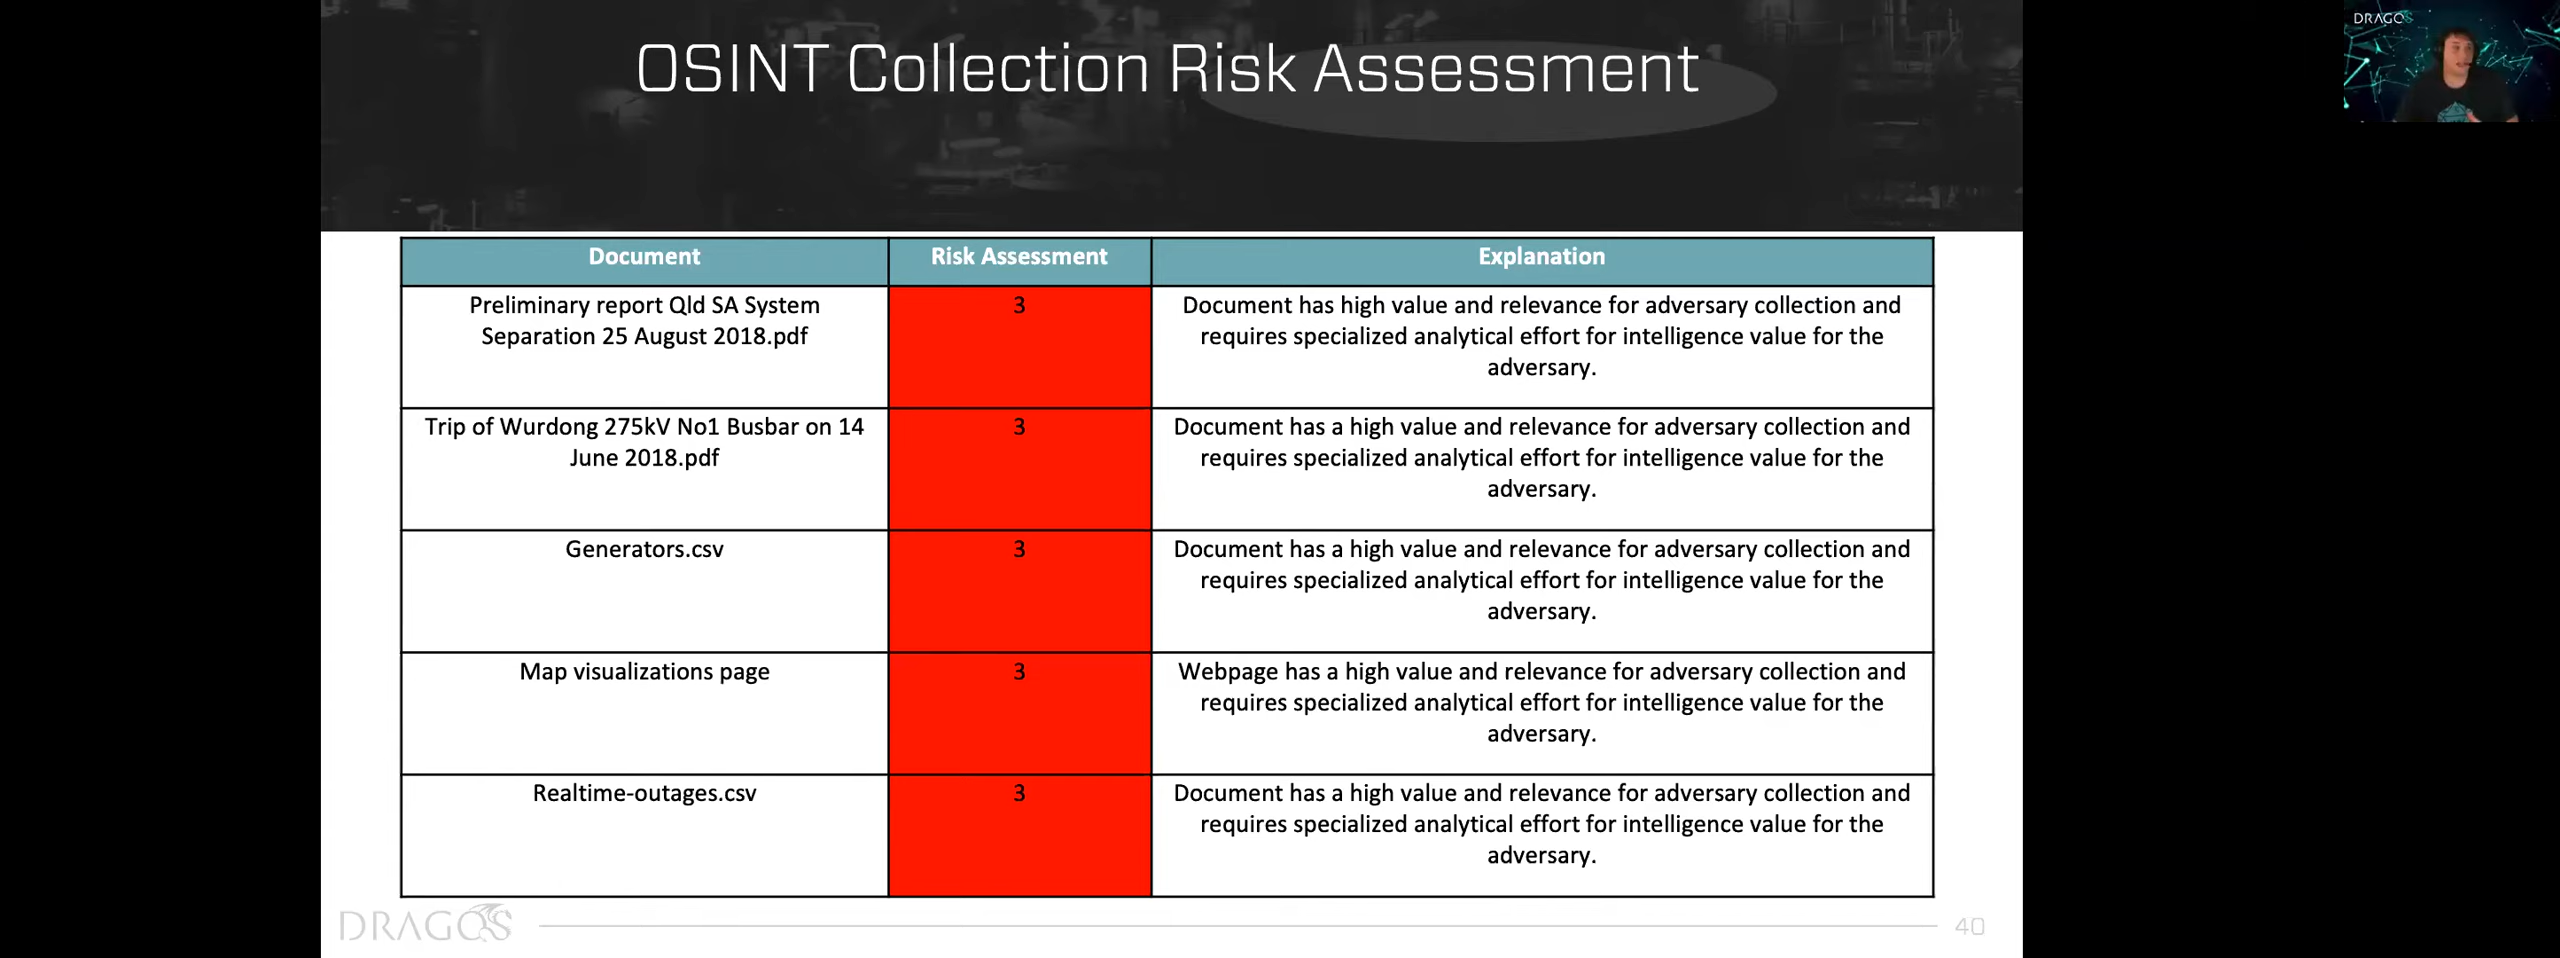 OSINT Collection Risk Assessment
DRAGOS
Document
Risk Assessment
Explanation
Preliminary report Qld SA System
Separation 25 August 2018.pdf
3
Document has high value and relevance for adversary collection and
requires specialized analytical effort for intelligence value for the
adversary.
Trip of Wurdong 275kV No1 Busbar on 14
June 2018.pdf
3
Document has a high value and relevance for adversary collection and
requires specialized analytical effort for intelligence value for the
adversary.
Generators.csv
3
Document has a high value and relevance for adversary collection and
requires specialized analytical effort for intelligence value for the
adversary.
Map visualizations page
3
Webpage has a high value and relevance for adversary collection and
requires specialized analytical effort for intelligence value for the
adversary.
Realtime-outages.csv
3
Document has a high value and relevance for adversary collection and
requires specialized analytical effort for intelligence value for the
adversary.
DRAGOS
40